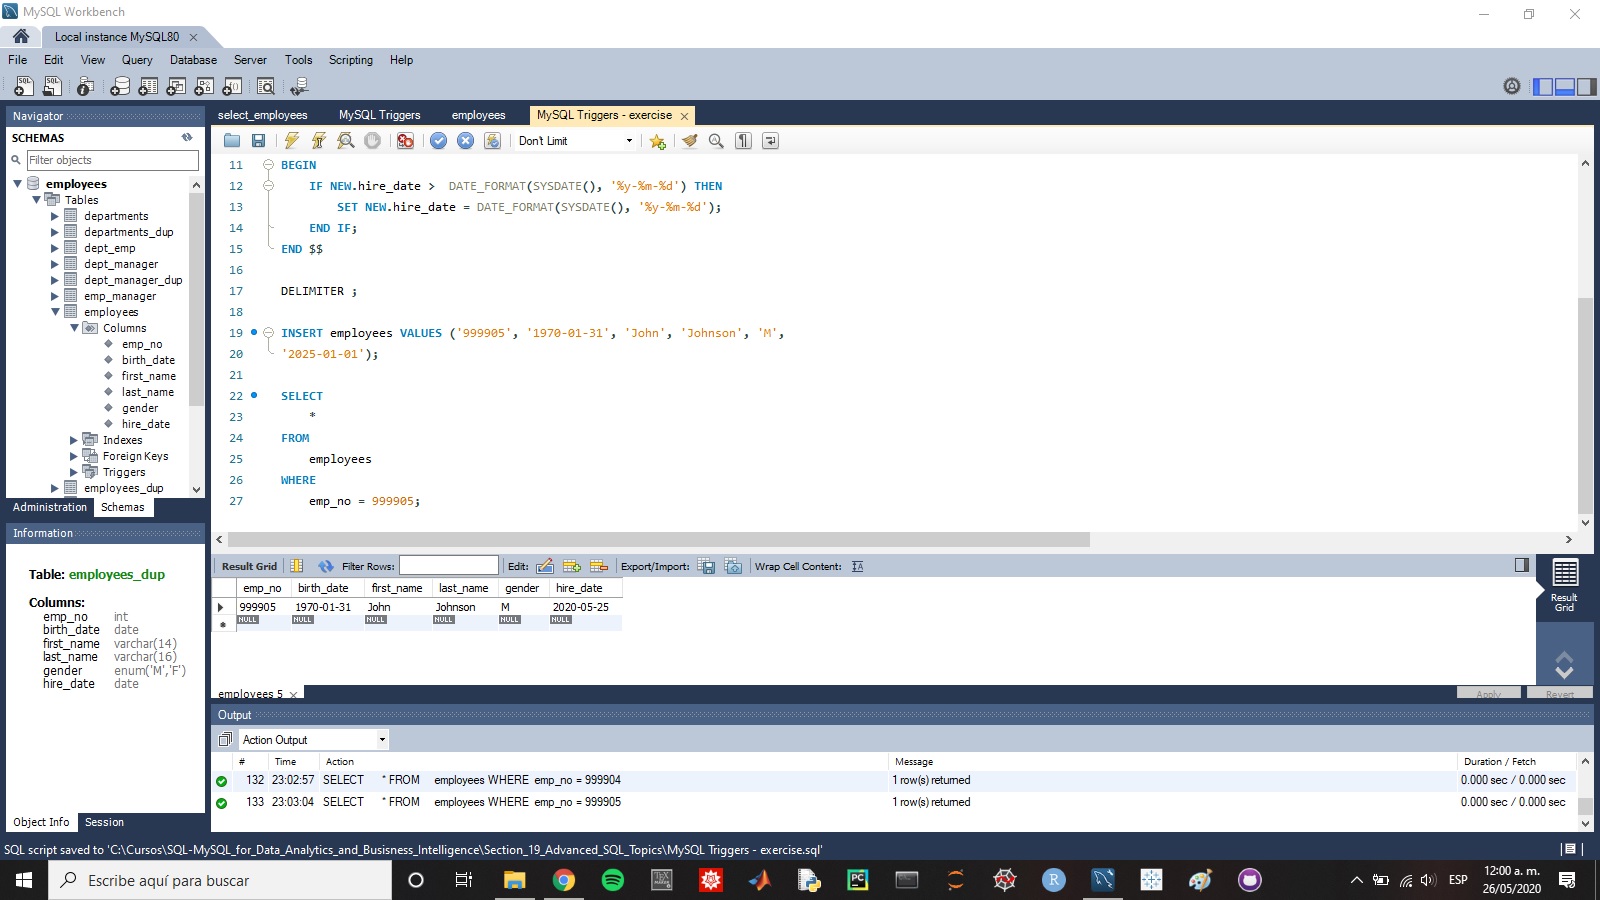 MySQL Workbench
Local instance MySQL80
File Edit View Query Database Server Tools Scripting Help
Navigator
SCHEMAS
Filter objects
employees
Tables
departments
departments_dup
dept_emp
dept_manager
dept_manager_dup
emp_manager
employees
Columns
emp_no
birth_date
first_name
last_name
gender
hire_date
Indexes
Foreign Keys
Triggers
employees_dup
Administration Schemas
Information
Table: employees_dup
Columns:
emp_no int
birth_date date
first_name varchar(14)
last_name varchar(16)
gender enum('M','F')
hire_date date
Object Info Session
select_employees MySQL Triggers employees MySQL Triggers - exercise
Don't Limit
11 BEGIN
12 IF NEW.hire_date > DATE_FORMAT(SYSDATE(), '%y-%m-%d') THEN
13 SET NEW.hire_date = DATE_FORMAT(SYSDATE(), '%y-%m-%d');
14 END IF;
15 END $$
16
17 DELIMITER ;
18
19 INSERT employees VALUES ('999905', '1970-01-31', 'John', 'Johnson', 'M',
20 '2025-01-01');
21
22 SELECT
23 *
24 FROM
25 employees
26 WHERE
27 emp_no = 999905;
Result Grid Filter Rows: Edit: Export/Import: Wrap Cell Content:
emp_no birth_date first_name last_name gender hire_date
999905 1970-01-31 John Johnson M 2020-05-25
NULL NULL NULL NULL NULL NULL
Result
Grid
employees 5
Apply Revert
Output
Action Output
# Time Action Message Duration / Fetch
132 23:02:57 SELECT * FROM employees WHERE emp_no = 999904 1 row(s) returned 0.000 sec / 0.000 sec
133 23:03:04 SELECT * FROM employees WHERE emp_no = 999905 1 row(s) returned 0.000 sec / 0.000 sec
SQL script saved to 'C:\Cursos\SQL-MySQL_for_Data_Analytics_and_Business_Intelligence\Section_19_Advanced_SQL_Topics\MySQL Triggers - exercise.sql'
Escribe aquí para buscar
ESP
12:00 a. m.
26/05/2020